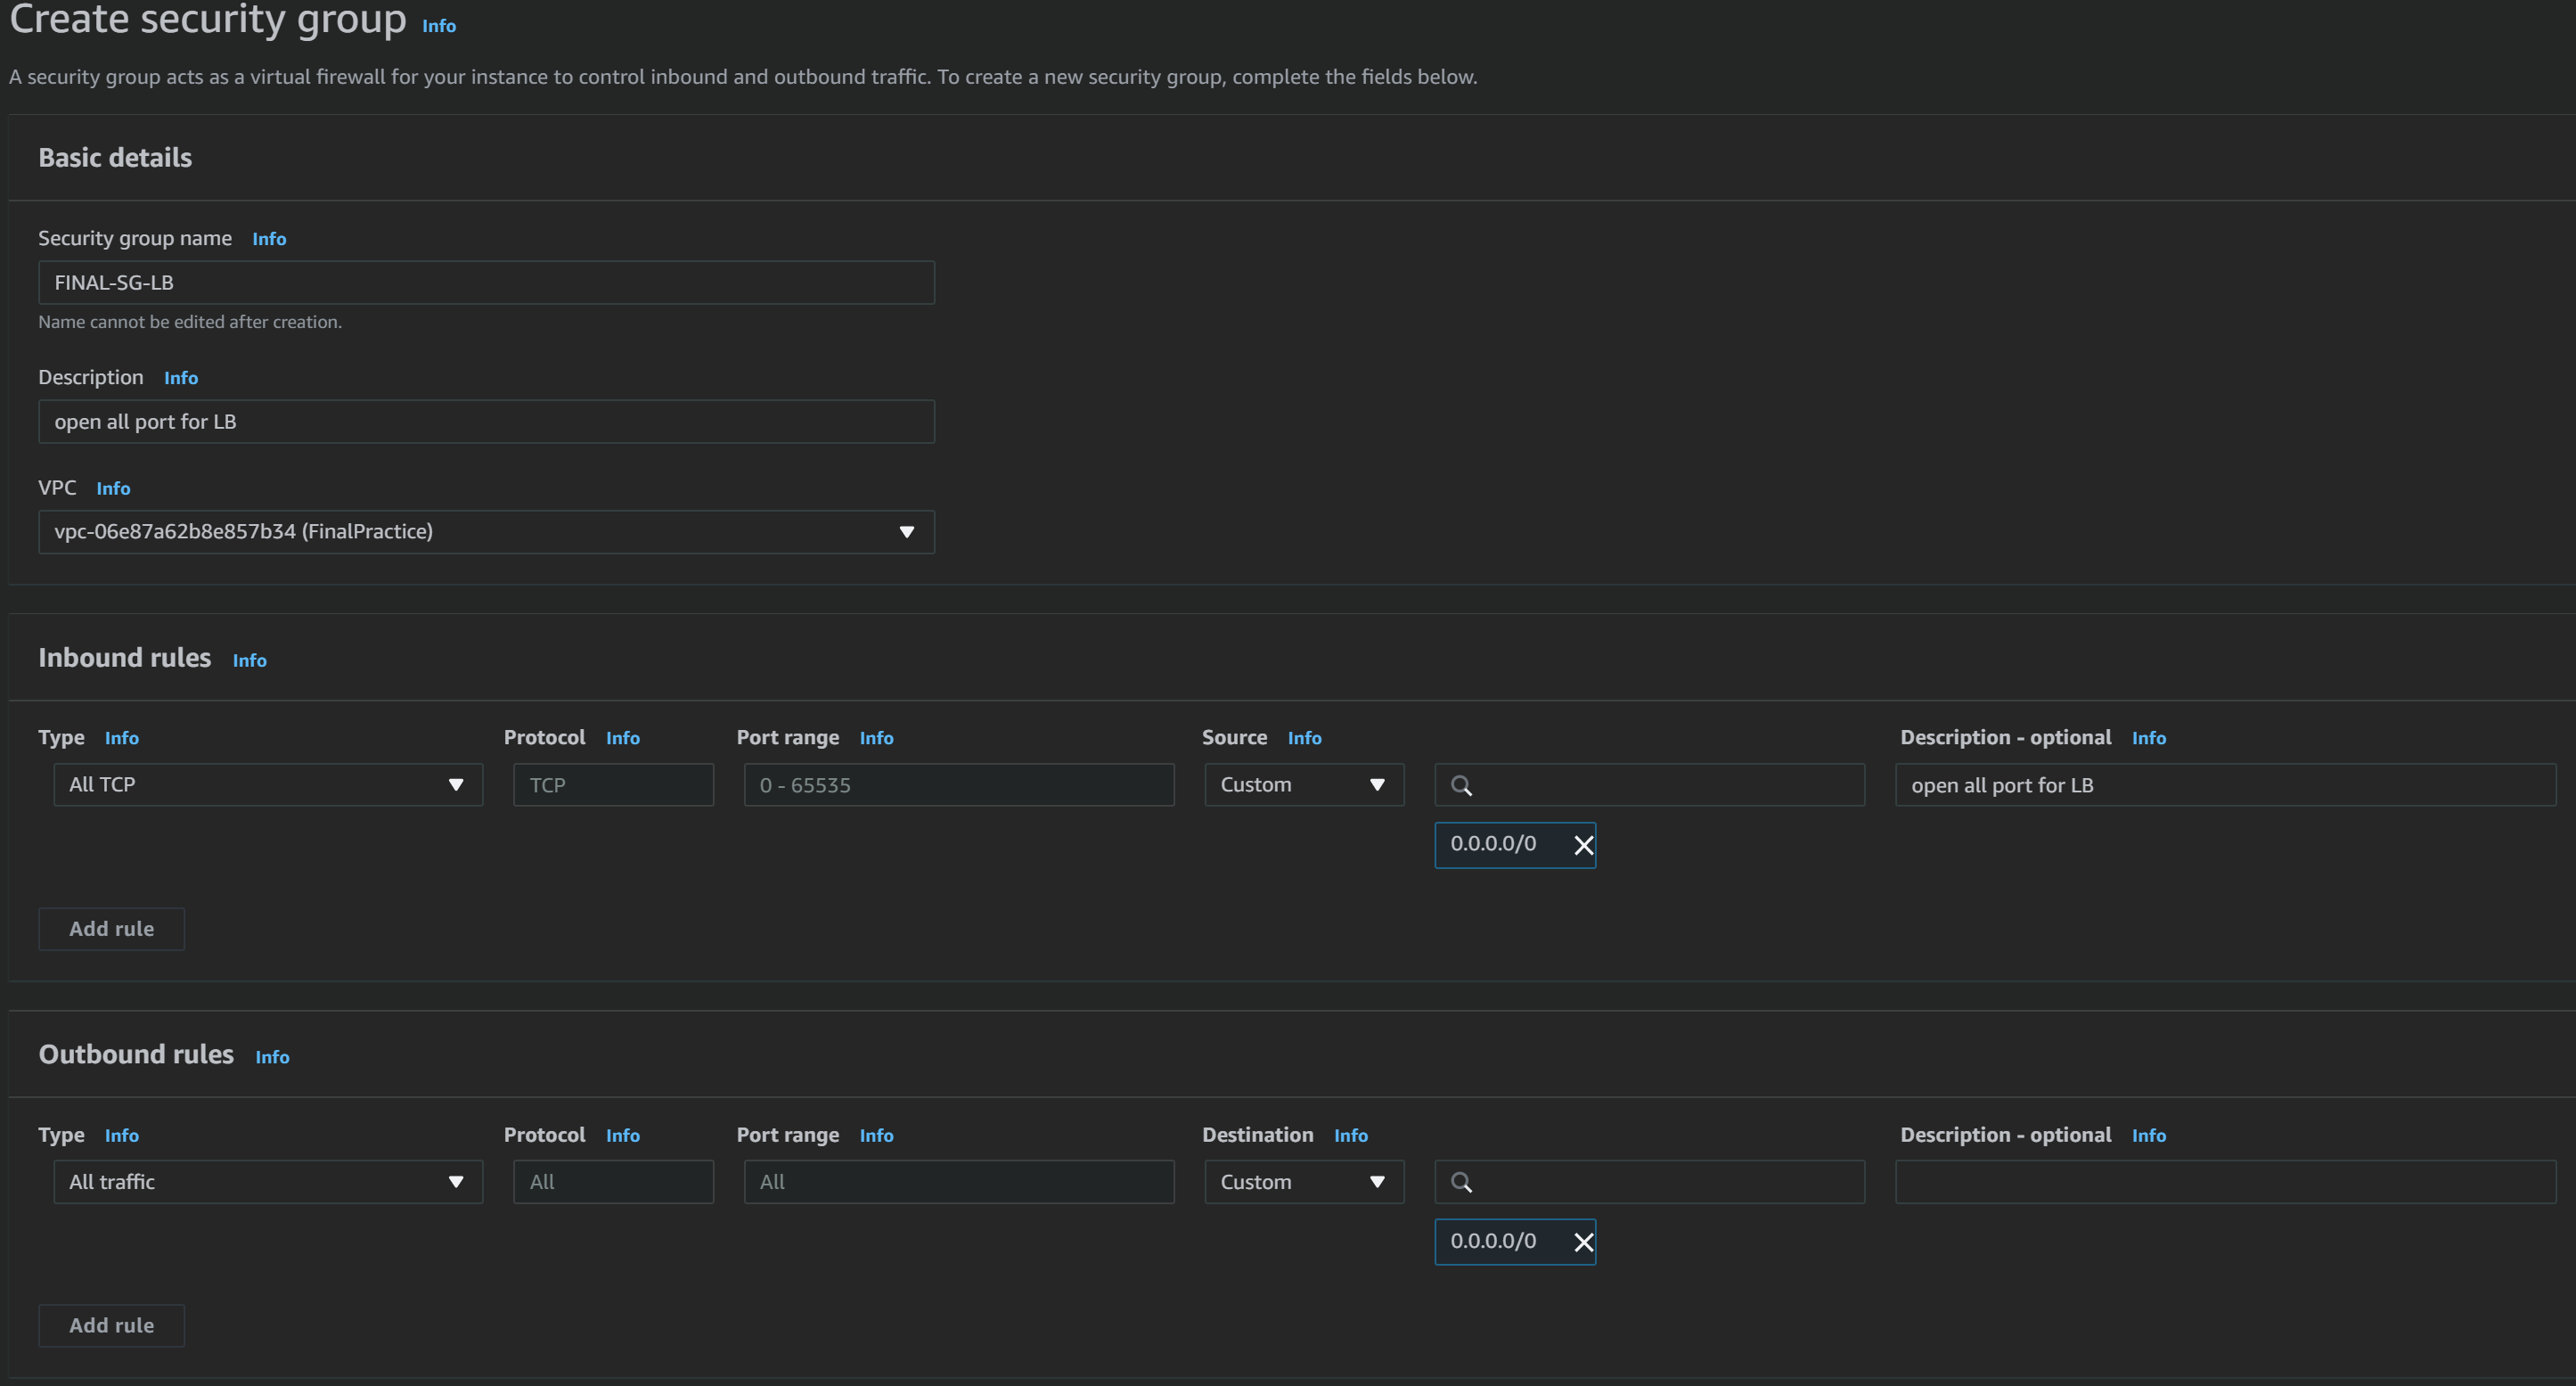 Create security group Info
A security group acts as a virtual firewall for your instance to control inbound and outbound traffic. To create a new security group, complete the fields below.
Basic details
Security group name Info
FINAL-SG-LB
Name cannot be edited after creation.
Description Info
open all port for LB
VPC Info
vpc-06e87a62b8e857b34 (FinalPractice)
Inbound rules Info
Type Info Protocol Info Port range Info Source Info Description - optional Info
All TCP TCP 0 - 65535 Custom open all port for LB
0.0.0.0/0
Add rule
Outbound rules Info
Type Info Protocol Info Port range Info Destination Info Description - optional Info
All traffic All All Custom
0.0.0.0/0
Add rule